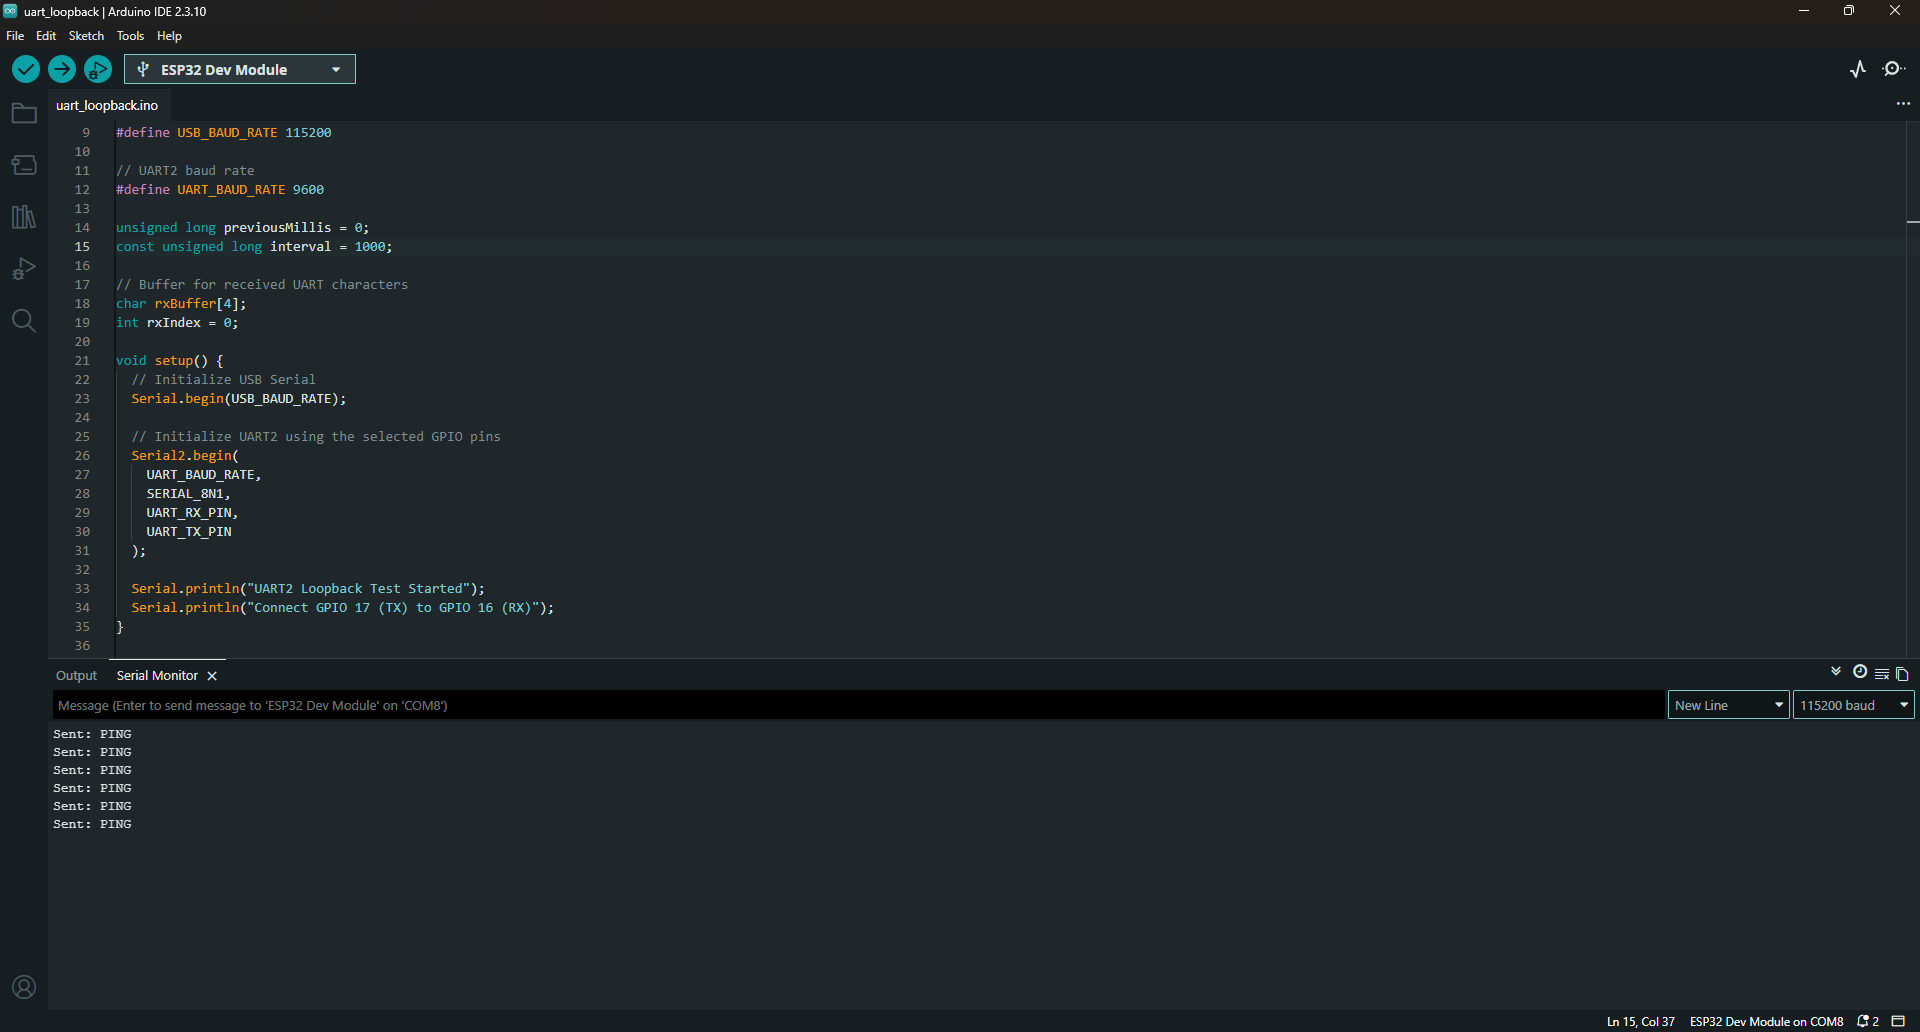 uart_loopback | Arduino IDE 2.3.10
File Edit Sketch Tools Help
ESP32 Dev Module
uart_loopback.ino
9 #define USB_BAUD_RATE 115200
10
11 // UART2 baud rate
12 #define UART_BAUD_RATE 9600
13
14 unsigned long previousMillis = 0;
15 const unsigned long interval = 1000;
16
17 // Buffer for received UART characters
18 char rxBuffer[4];
19 int rxIndex = 0;
20
21 void setup() {
22 // Initialize USB Serial
23 Serial.begin(USB_BAUD_RATE);
24
25 // Initialize UART2 using the selected GPIO pins
26 Serial2.begin(
27 UART_BAUD_RATE,
28 SERIAL_8N1,
29 UART_RX_PIN,
30 UART_TX_PIN
31 );
32
33 Serial.println("UART2 Loopback Test Started");
34 Serial.println("Connect GPIO 17 (TX) to GPIO 16 (RX)");
35 }
36
Output Serial Monitor
Message (Enter to send message to 'ESP32 Dev Module' on 'COM8') New Line 115200 baud
Sent: PING
Sent: PING
Sent: PING
Sent: PING
Sent: PING
Sent: PING
Ln 15, Col 37 ESP32 Dev Module on COM8 2